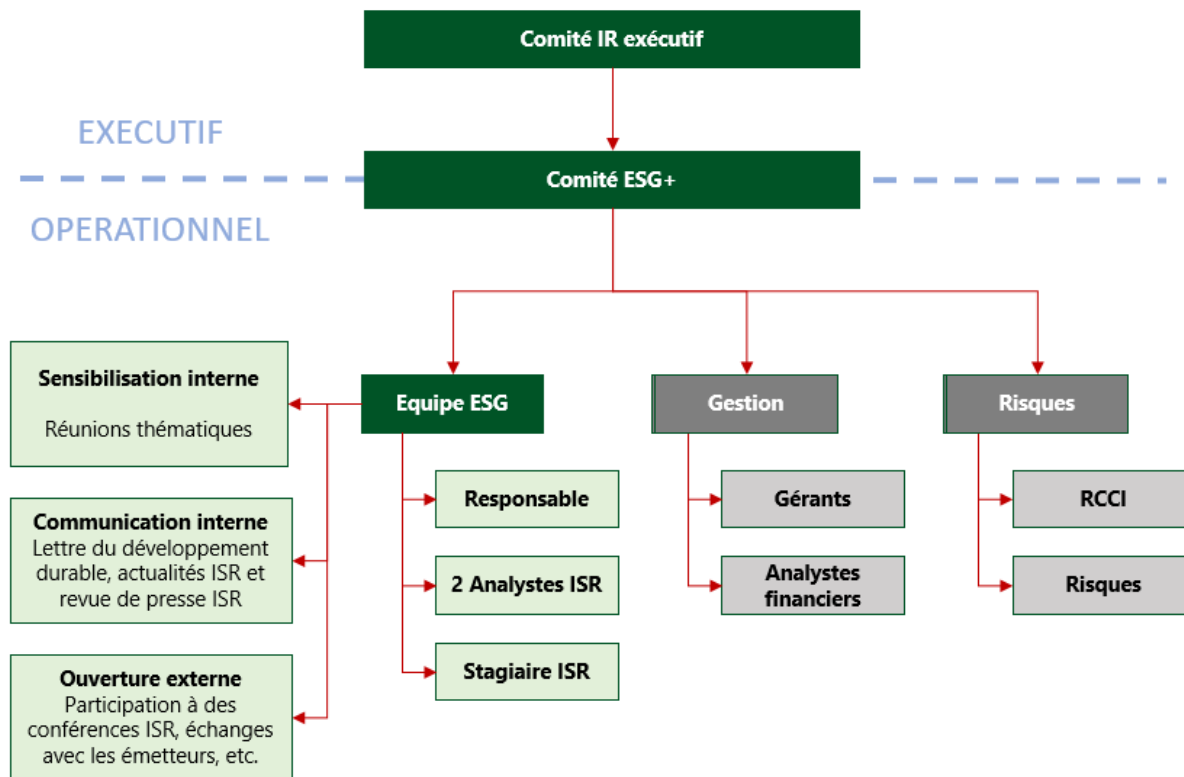 Comité IR exécutif
EXECUTIF
Comité ESG+
OPERATIONNEL
Sensibilisation interne
Réunions thématiques
Communication interne
Lettre du développement
durable, actualités ISR et
revue de presse ISR
Ouverture externe
Participation à des
conférences ISR, échanges
avec les émetteurs, etc.
Equipe ESG
Responsable
2 Analystes ISR
Stagiaire ISR
Gestion
Gérants
Analystes
financiers
Risques
RCCI
Risques